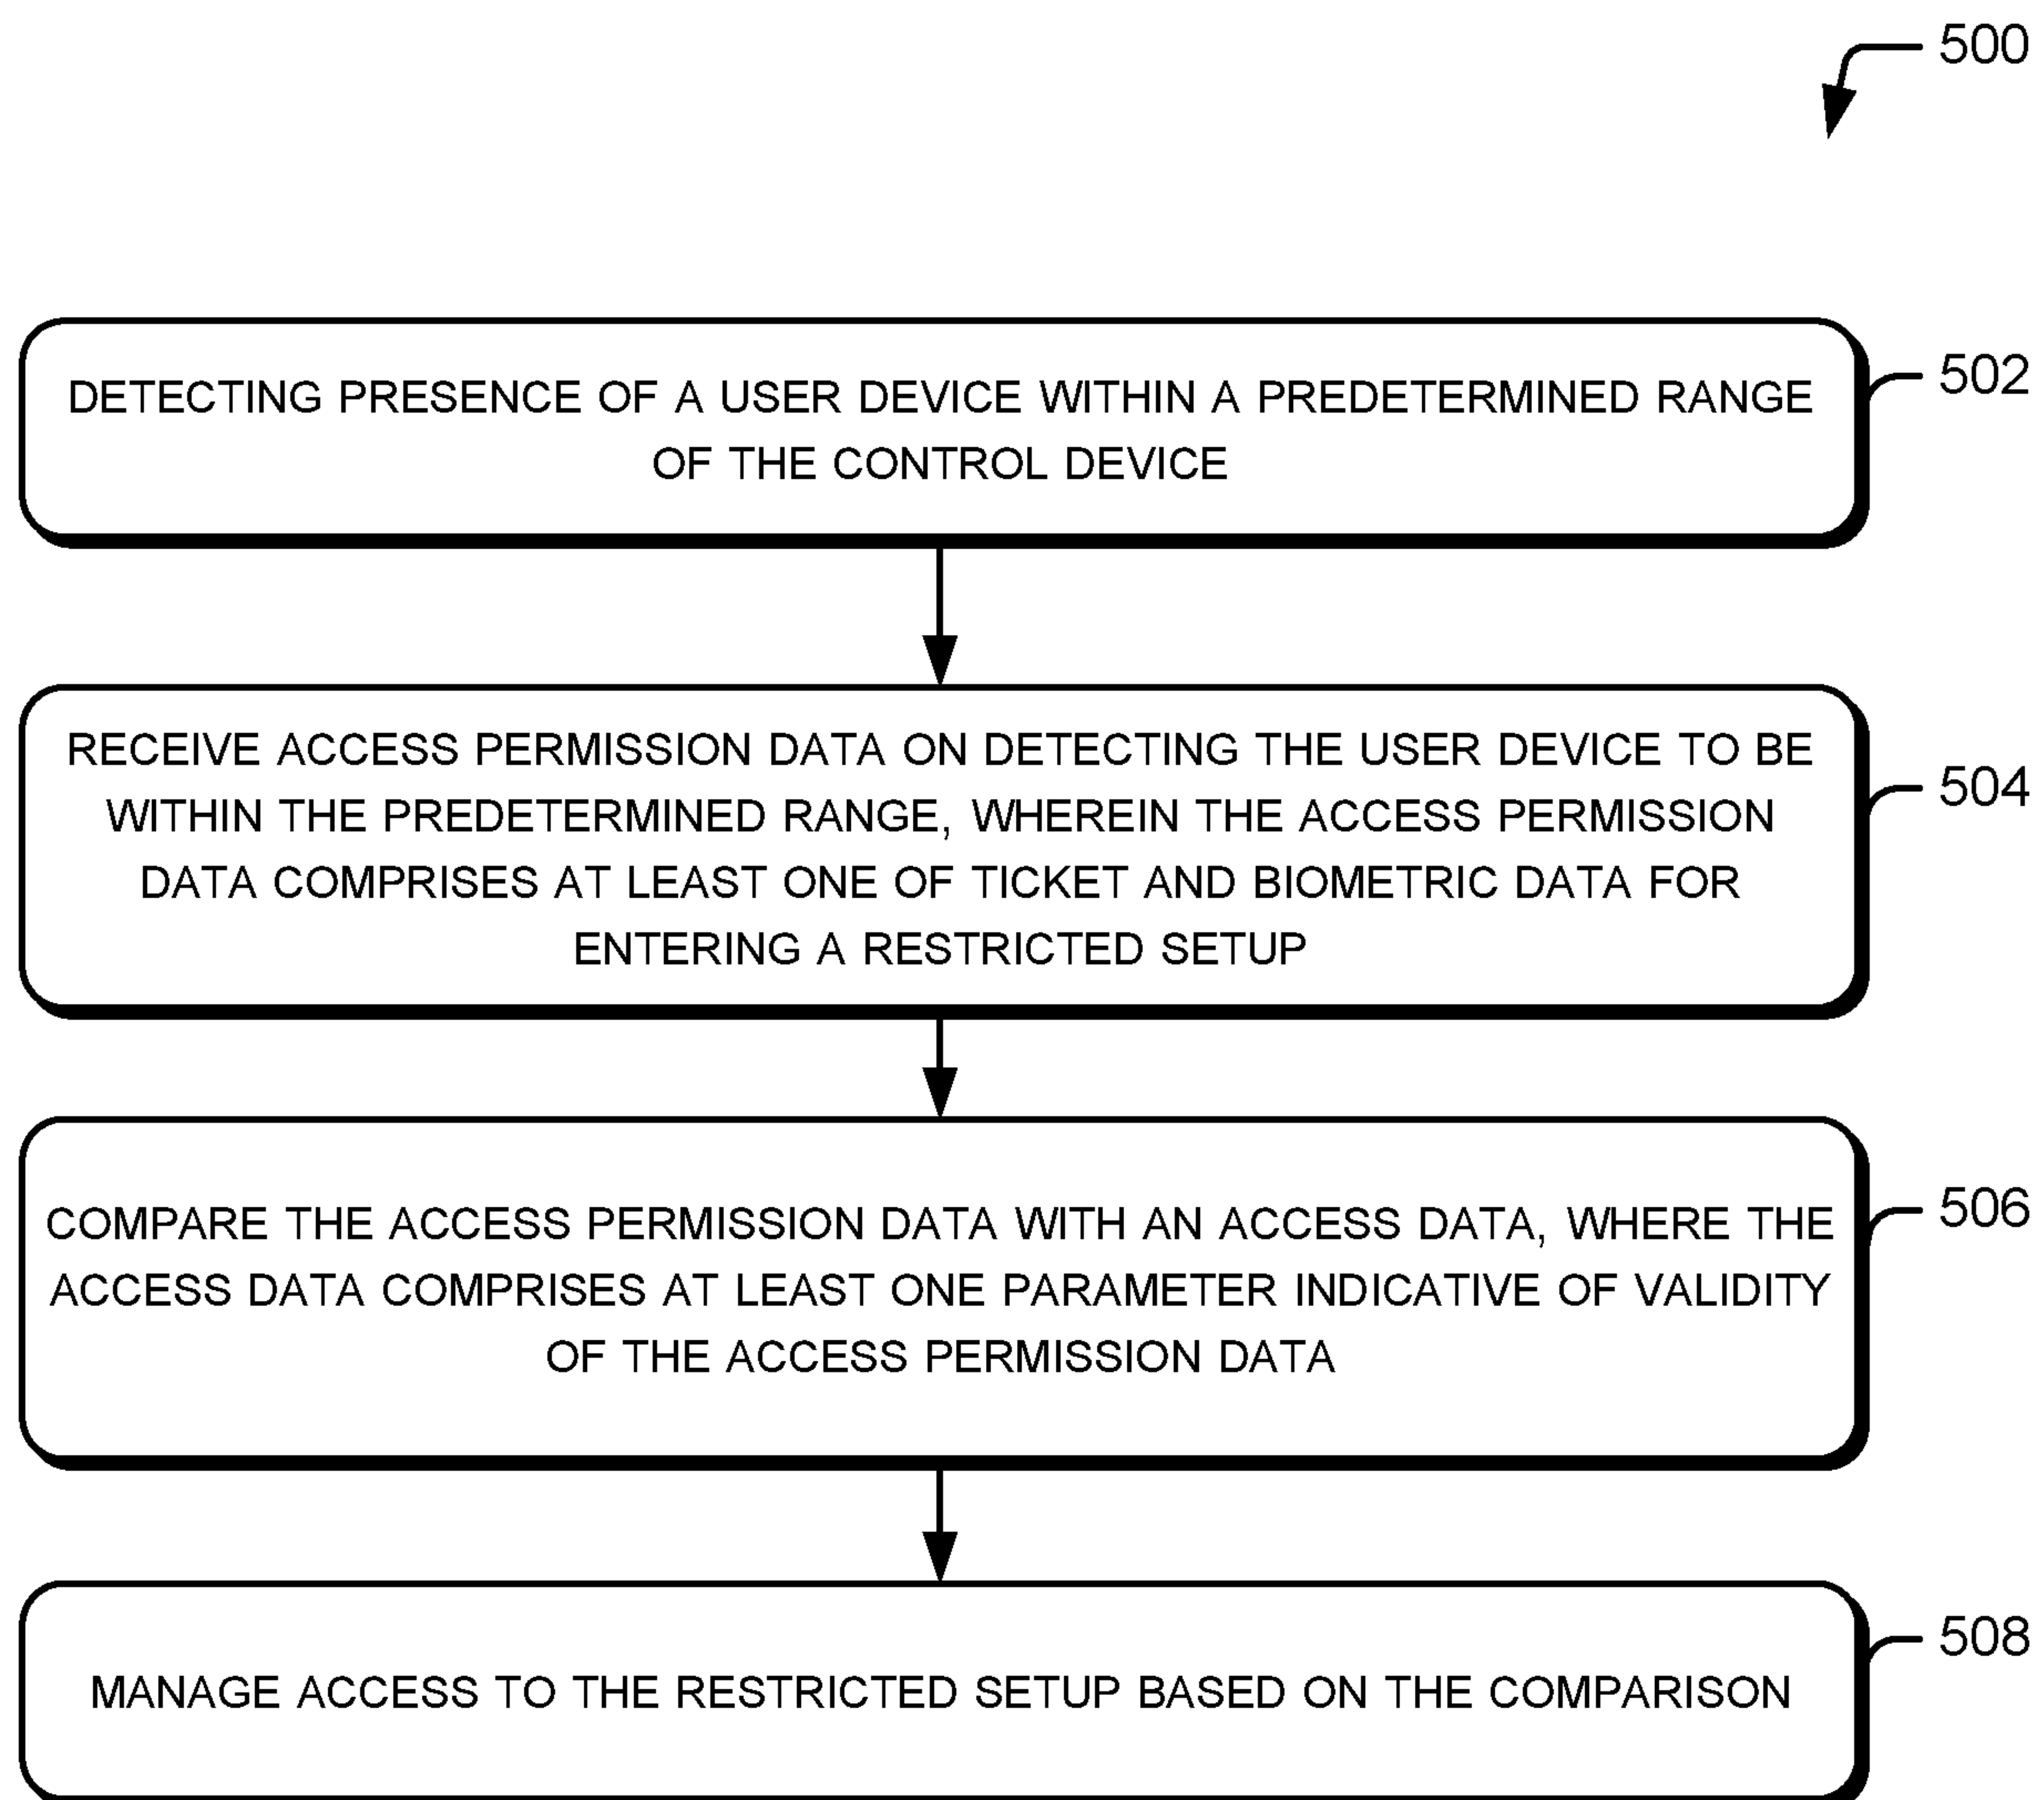 500
DETECTING PRESENCE OF A USER DEVICE WITHIN A PREDETERMINED RANGE
OF THE CONTROL DEVICE
502
RECEIVE ACCESS PERMISSION DATA ON DETECTING THE USER DEVICE TO BE
WITHIN THE PREDETERMINED RANGE, WHEREIN THE ACCESS PERMISSION
DATA COMPRISES AT LEAST ONE OF TICKET AND BIOMETRIC DATA FOR
ENTERING A RESTRICTED SETUP
504
COMPARE THE ACCESS PERMISSION DATA WITH AN ACCESS DATA, WHERE THE
ACCESS DATA COMPRISES AT LEAST ONE PARAMETER INDICATIVE OF VALIDITY
OF THE ACCESS PERMISSION DATA
506
MANAGE ACCESS TO THE RESTRICTED SETUP BASED ON THE COMPARISON
508